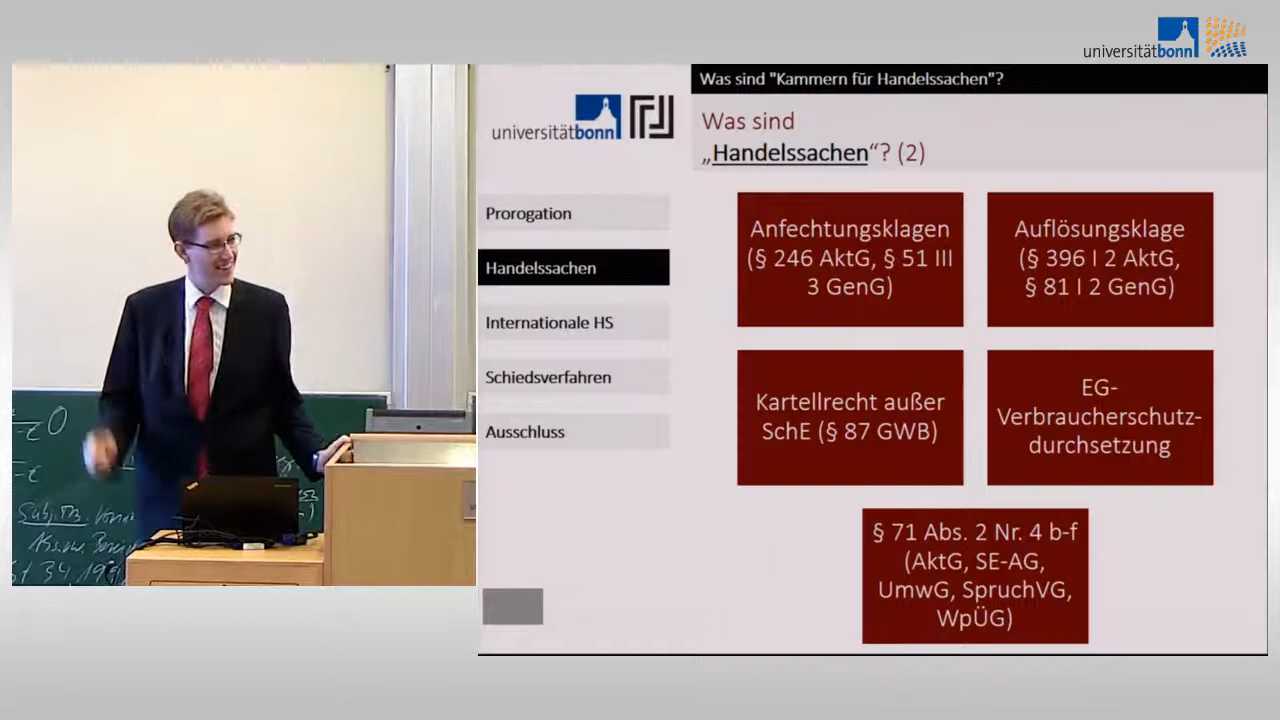 universitätbonn
Was sind "Kammern für Handelssachen"?
universitätbonn
Was sind
„Handelssachen“? (2)
Prorogation
Handelssachen
Internationale HS
Schiedsverfahren
Ausschluss
Anfechtungsklagen
(§ 246 AktG, § 51 III
3 GenG)
Auflösungsklage
(§ 396 I 2 AktG,
§ 81 I 2 GenG)
Kartellrecht außer
SchE (§ 87 GWB)
EG-
Verbraucherschutz-
durchsetzung
§ 71 Abs. 2 Nr. 4 b-f
(AktG, SE-AG,
UmwG, SpruchVG,
WpÜG)